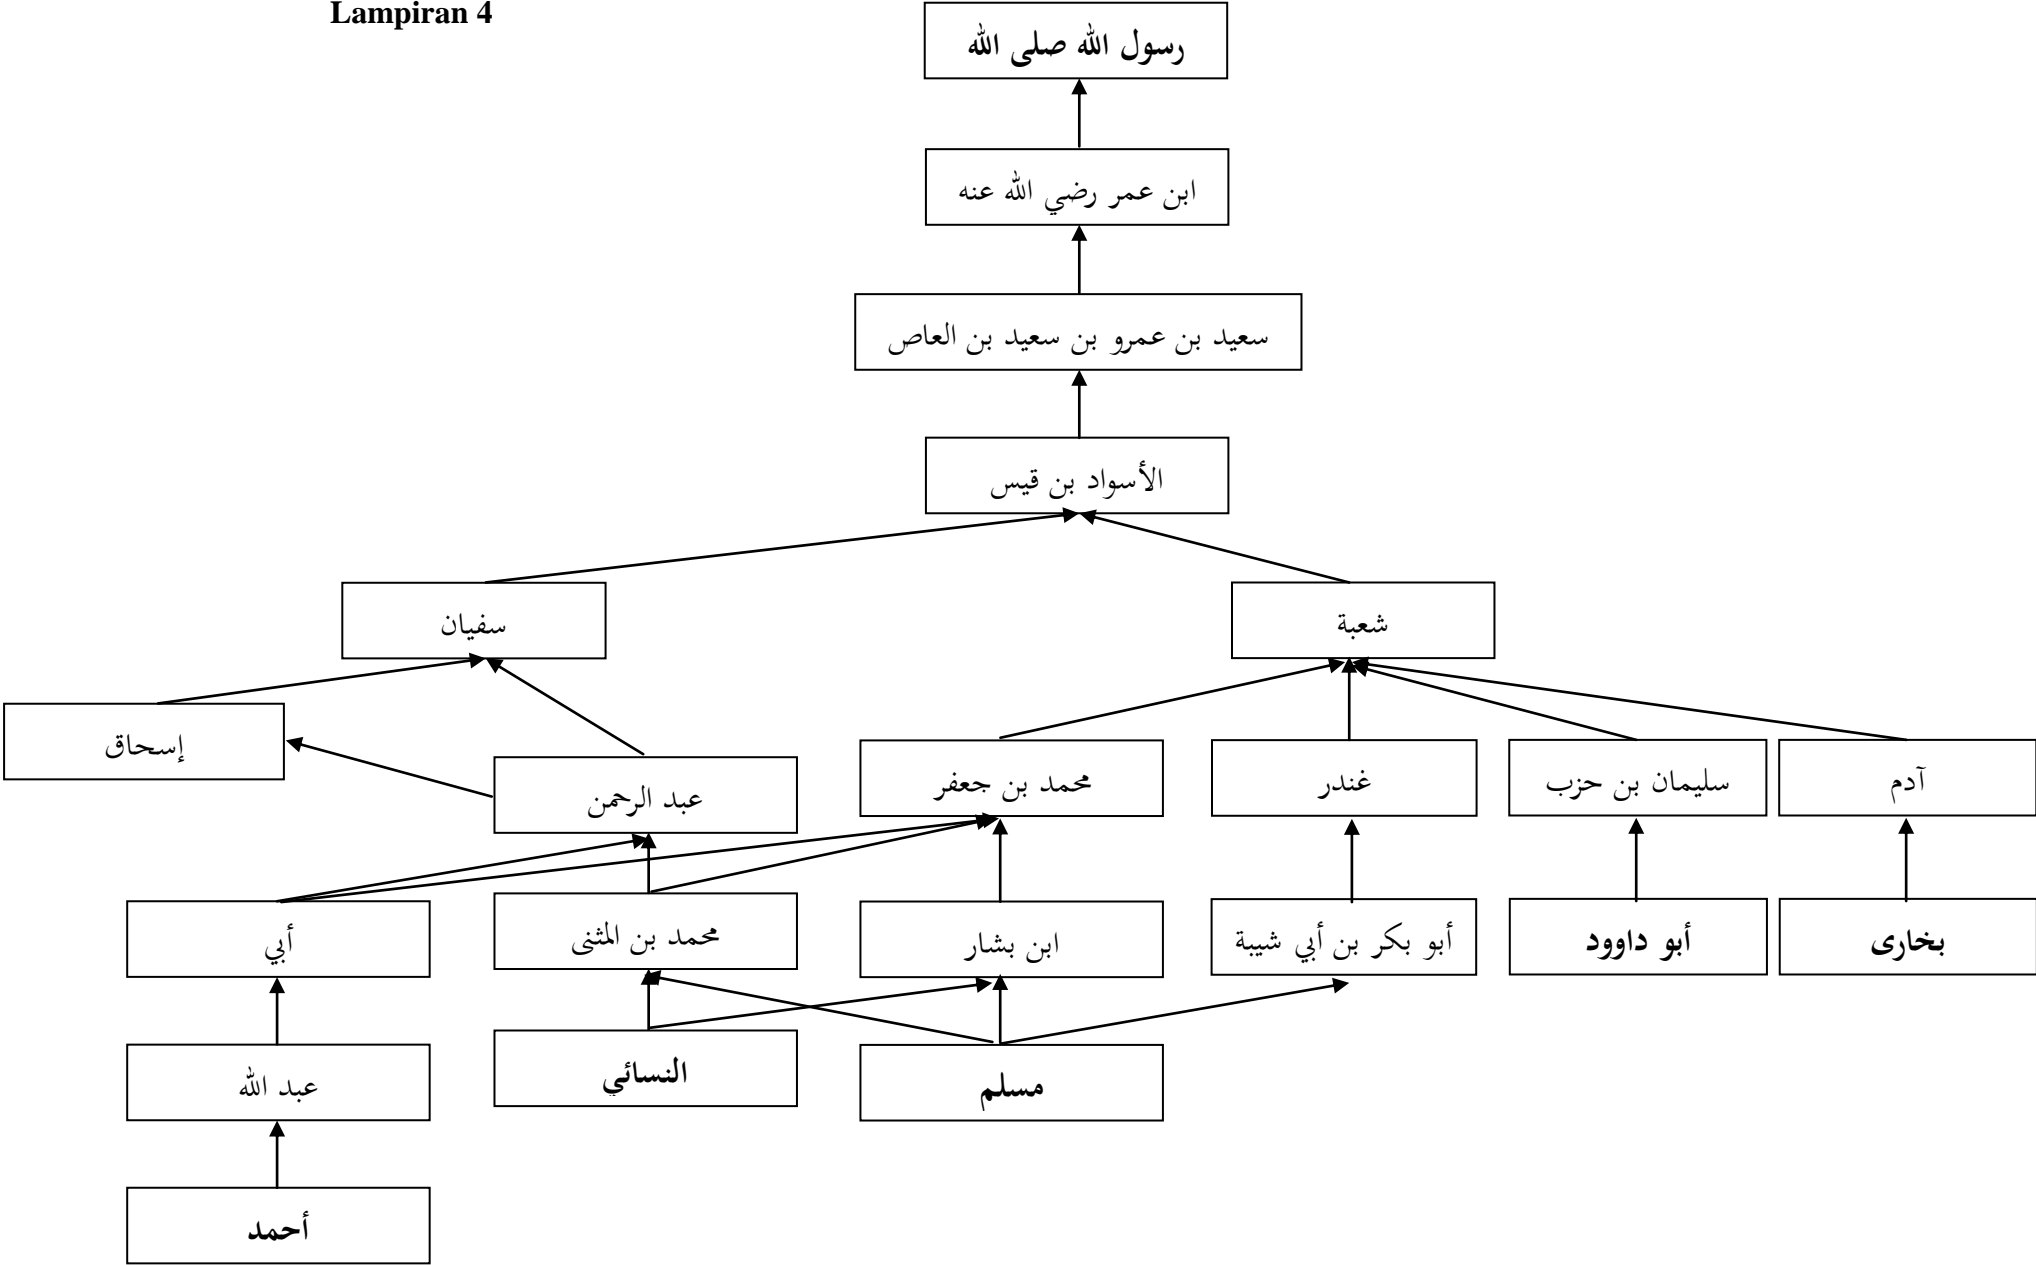 Lampiran 4
رسول الله صلى الله
ابن عمر رضي الله عنه
سعيد بن عمرو بن سعيد بن العاص
الأسواد بن قيس
سفيان
شعبة
إسحاق
عبد الرحمن
محمد بن جعفر
غندر
سليمان بن حزب
آدم
أبي
محمد بن المثنى
ابن بشار
أبو بكر بن أبي شيبة
أبو داوود
بخارى
عبد الله
النسائي
مسلم
أحمد